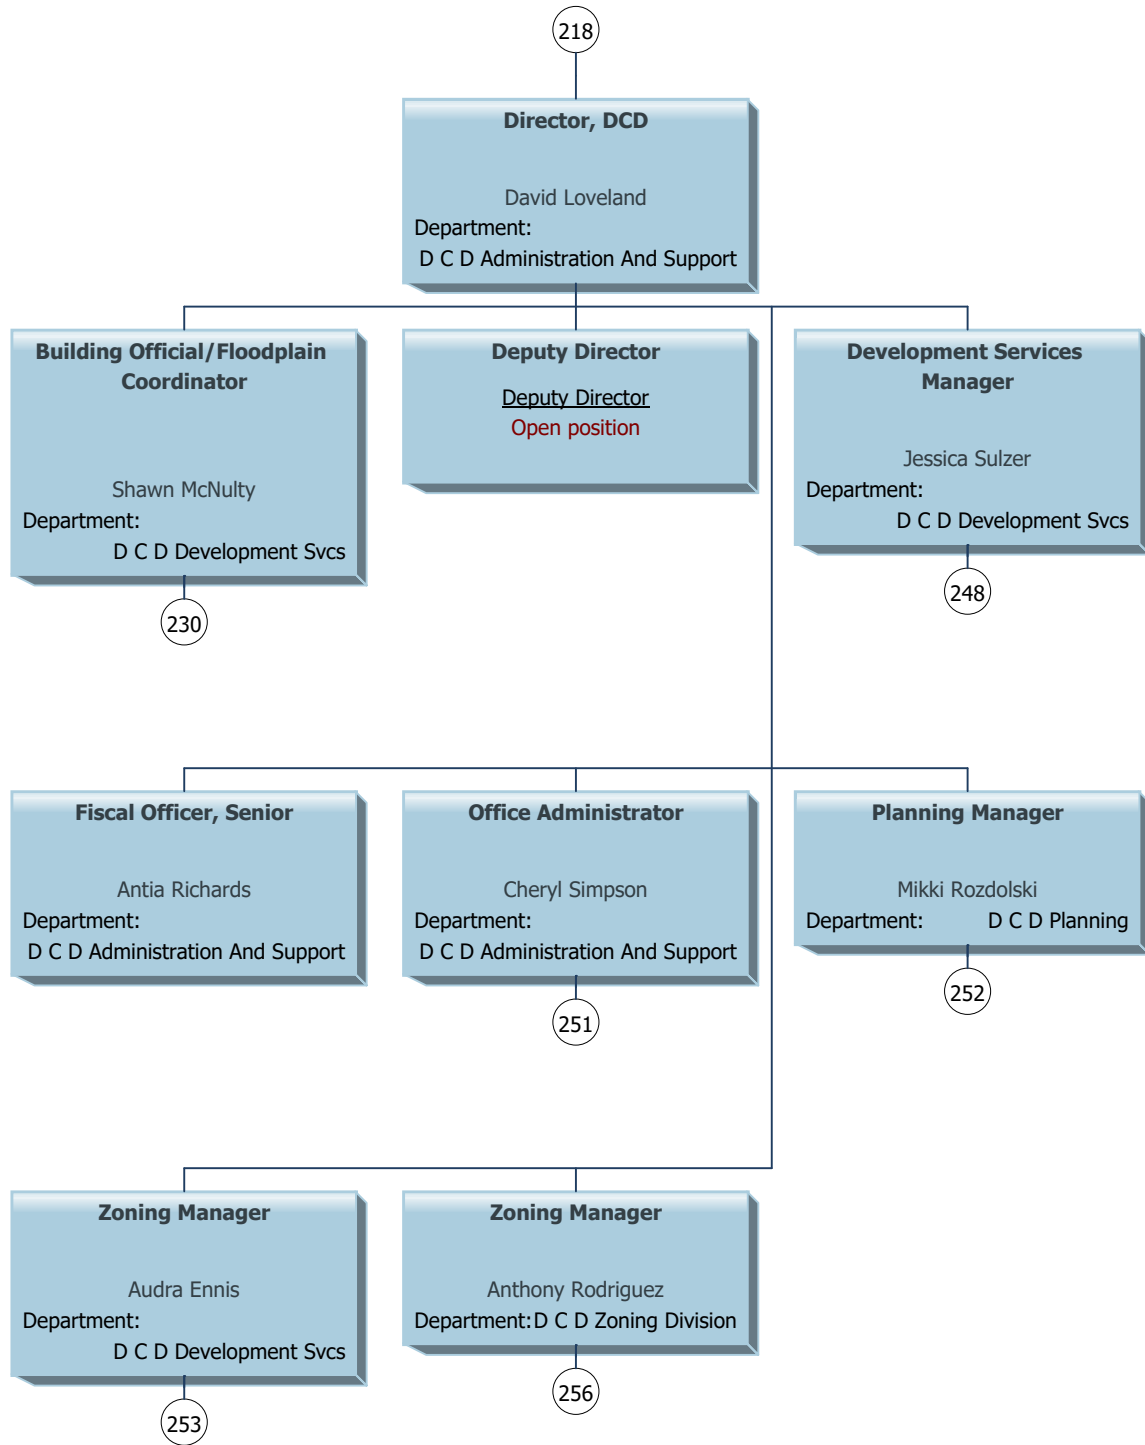 218
Director, DCD
David Loveland
Department:
D C D Administration And Support
Building Official/Floodplain
Coordinator
Shawn McNulty
Department:
D C D Development Svcs
230
Deputy Director
Deputy Director
Open position
Development Services
Manager
Jessica Sulzer
Department:
D C D Development Svcs
248
Fiscal Officer, Senior
Antia Richards
Department:
D C D Administration And Support
Office Administrator
Cheryl Simpson
Department:
D C D Administration And Support
251
Planning Manager
Mikki Rozdolski
Department: D C D Planning
252
Zoning Manager
Audra Ennis
Department:
D C D Development Svcs
253
Zoning Manager
Anthony Rodriguez
Department: D C D Zoning Division
256